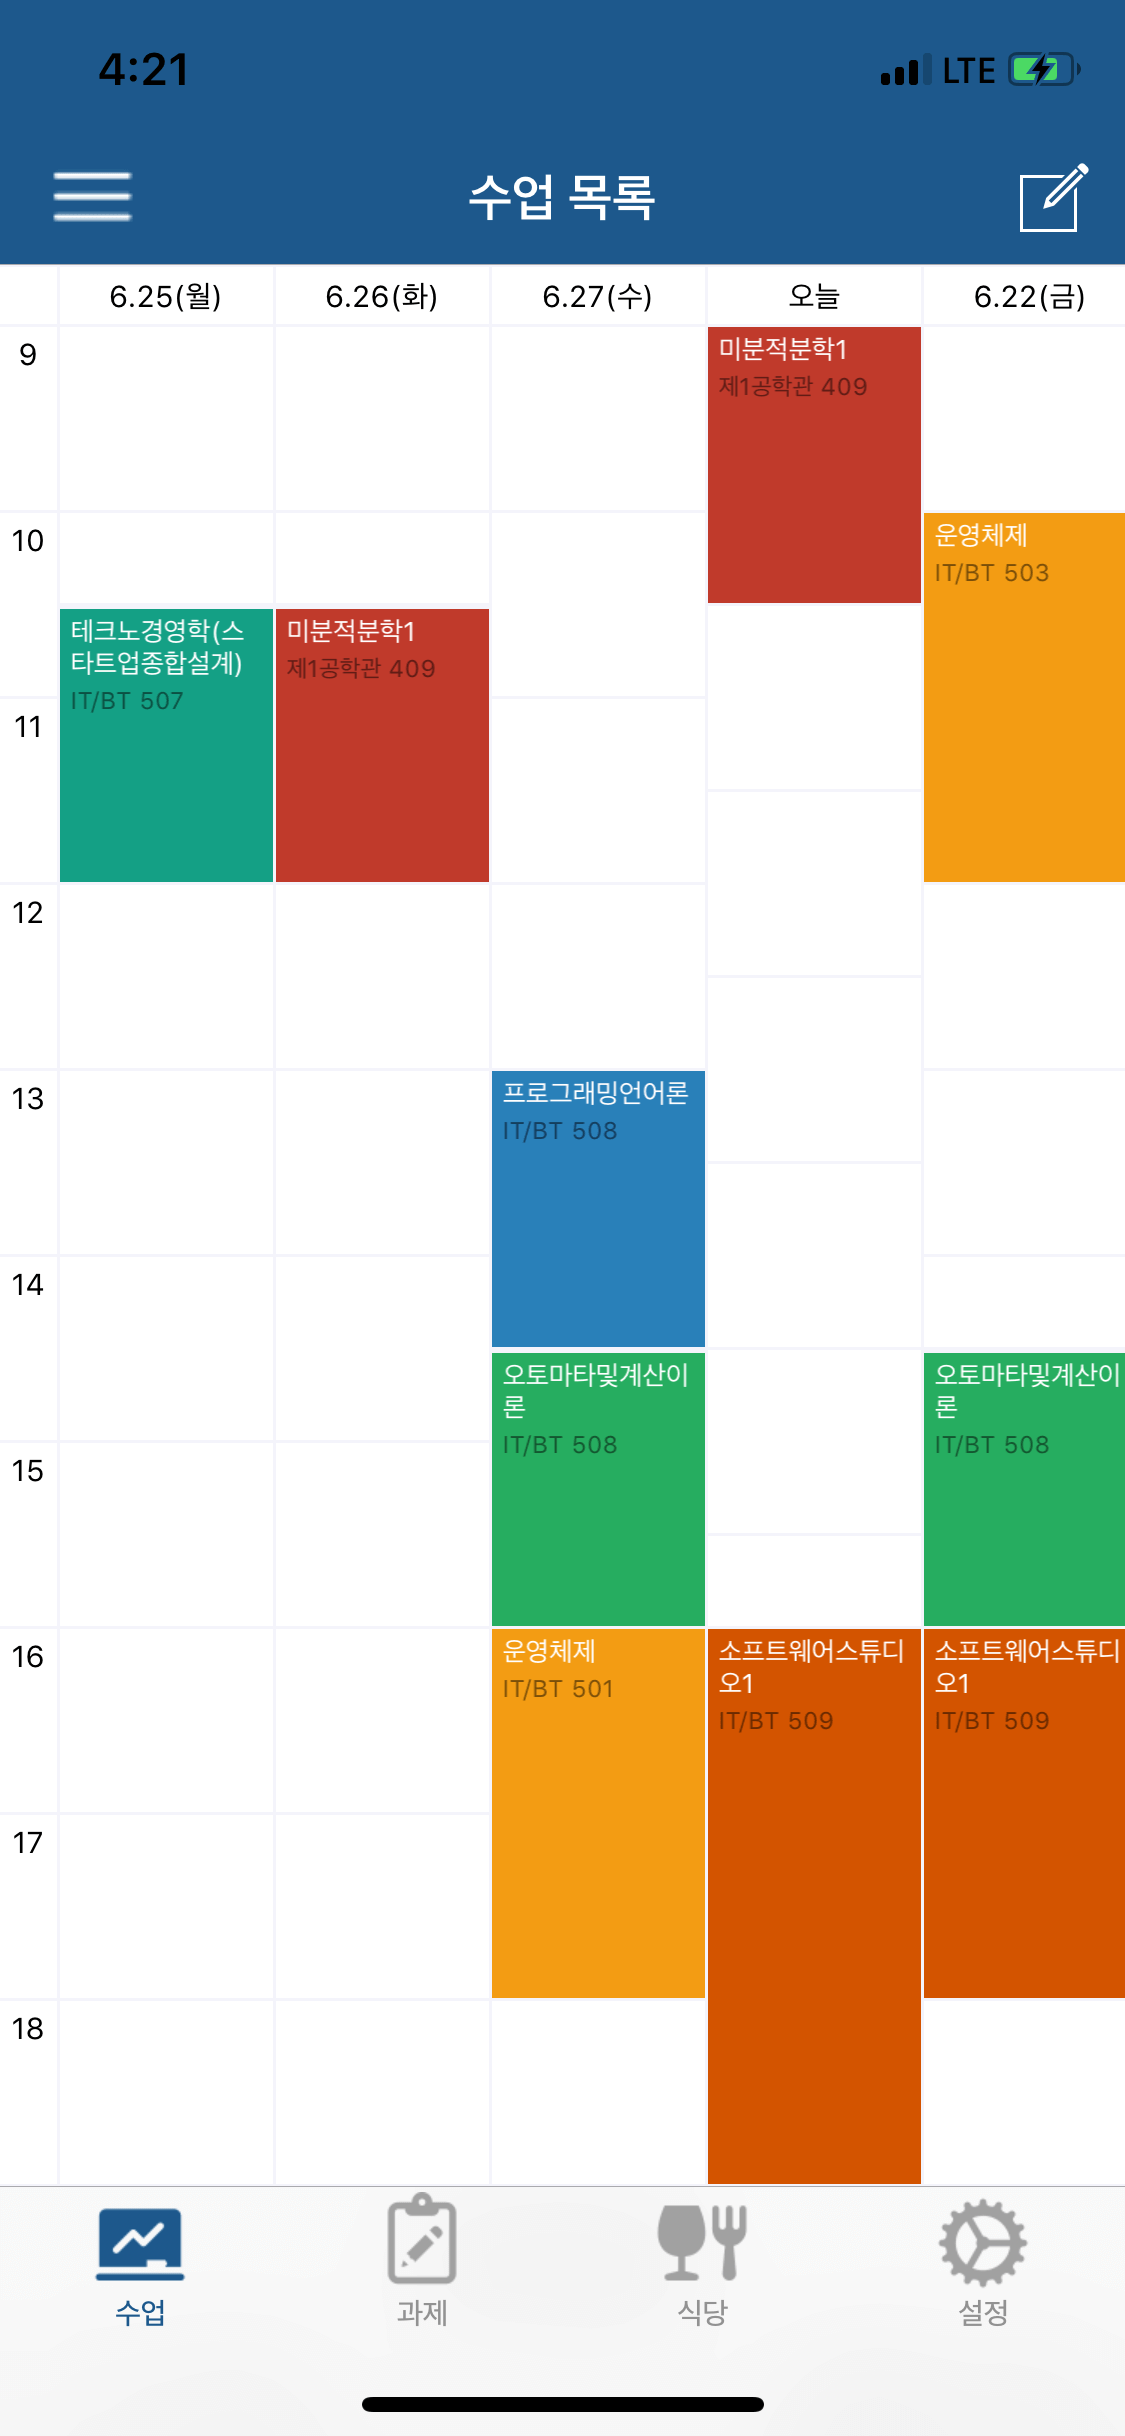 4:21
LTE
수업 목록
6.25(월)
6.26(화)
6.27(수)
오늘
6.22(금)
9
미분적분학1
제1공학관 409
10
운영체제
IT/BT 503
테크노경영학(스
타트업종합설계)
IT/BT 507
미분적분학1
제1공학관 409
11
12
13
프로그래밍언어론
IT/BT 508
14
오토마타및계산이
론
IT/BT 508
오토마타및계산이
론
IT/BT 508
15
16
운영체제
IT/BT 501
소프트웨어스튜디
오1
IT/BT 509
소프트웨어스튜디
오1
IT/BT 509
17
18
수업
과제
식당
설정